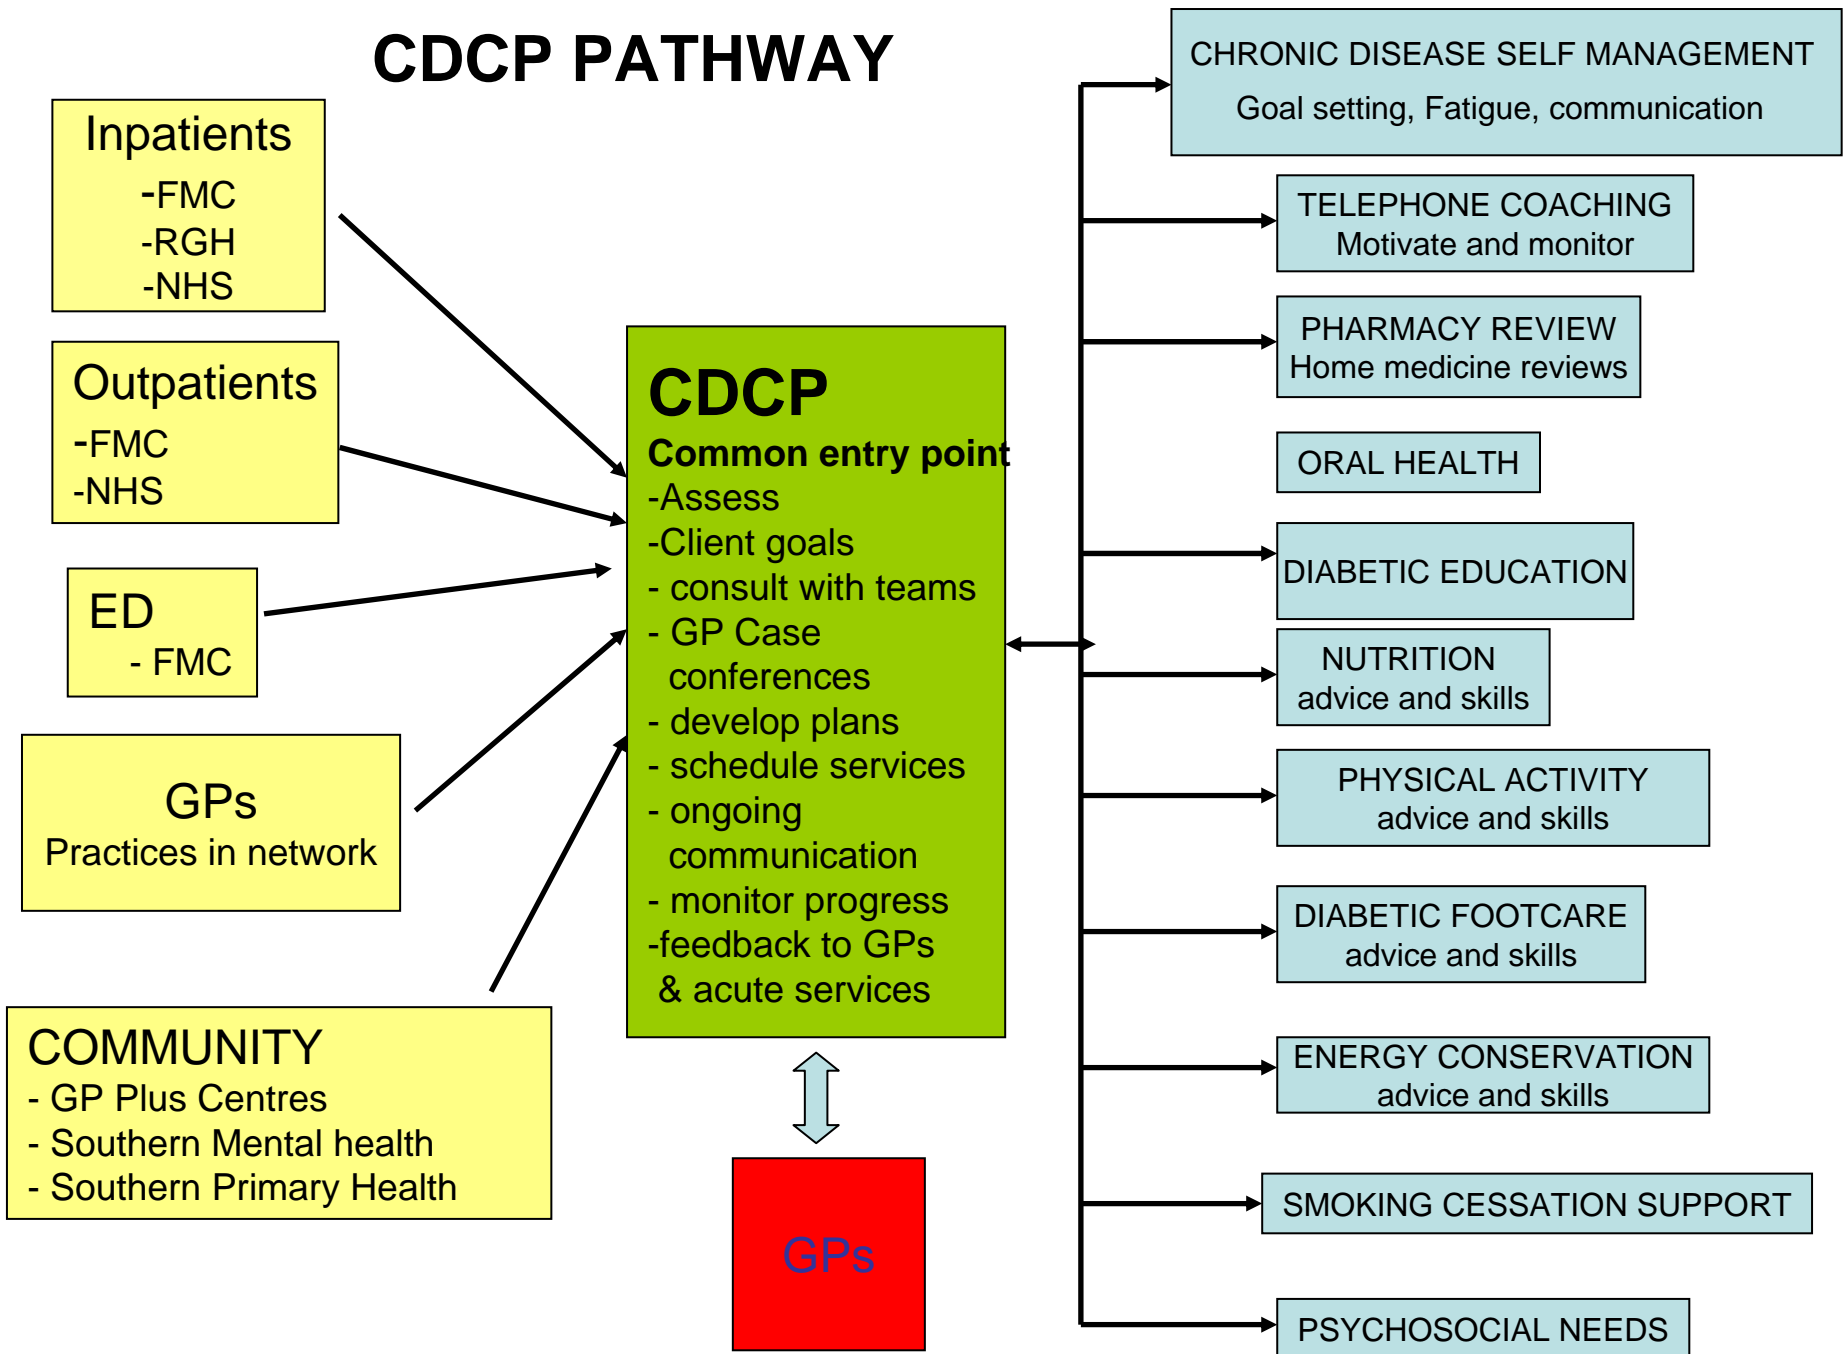 CDCP PATHWAY
Inpatients
-FMC
-RGH
-NHS
Outpatients
-FMC
-NHS
ED
- FMC
GPs
Practices in network
COMMUNITY
- GP Plus Centres
- Southern Mental health
- Southern Primary Health
CDCP
Common entry point
-Assess
-Client goals
- consult with teams
- GP Case
conferences
- develop plans
- schedule services
- ongoing
communication
- monitor progress
-feedback to GPs
& acute services
GPs
CHRONIC DISEASE SELF MANAGEMENT
Goal setting, Fatigue, communication
TELEPHONE COACHING
Motivate and monitor
PHARMACY REVIEW
Home medicine reviews
ORAL HEALTH
DIABETIC EDUCATION
NUTRITION
advice and skills
PHYSICAL ACTIVITY
advice and skills
DIABETIC FOOTCARE
advice and skills
ENERGY CONSERVATION
advice and skills
SMOKING CESSATION SUPPORT
PSYCHOSOCIAL NEEDS